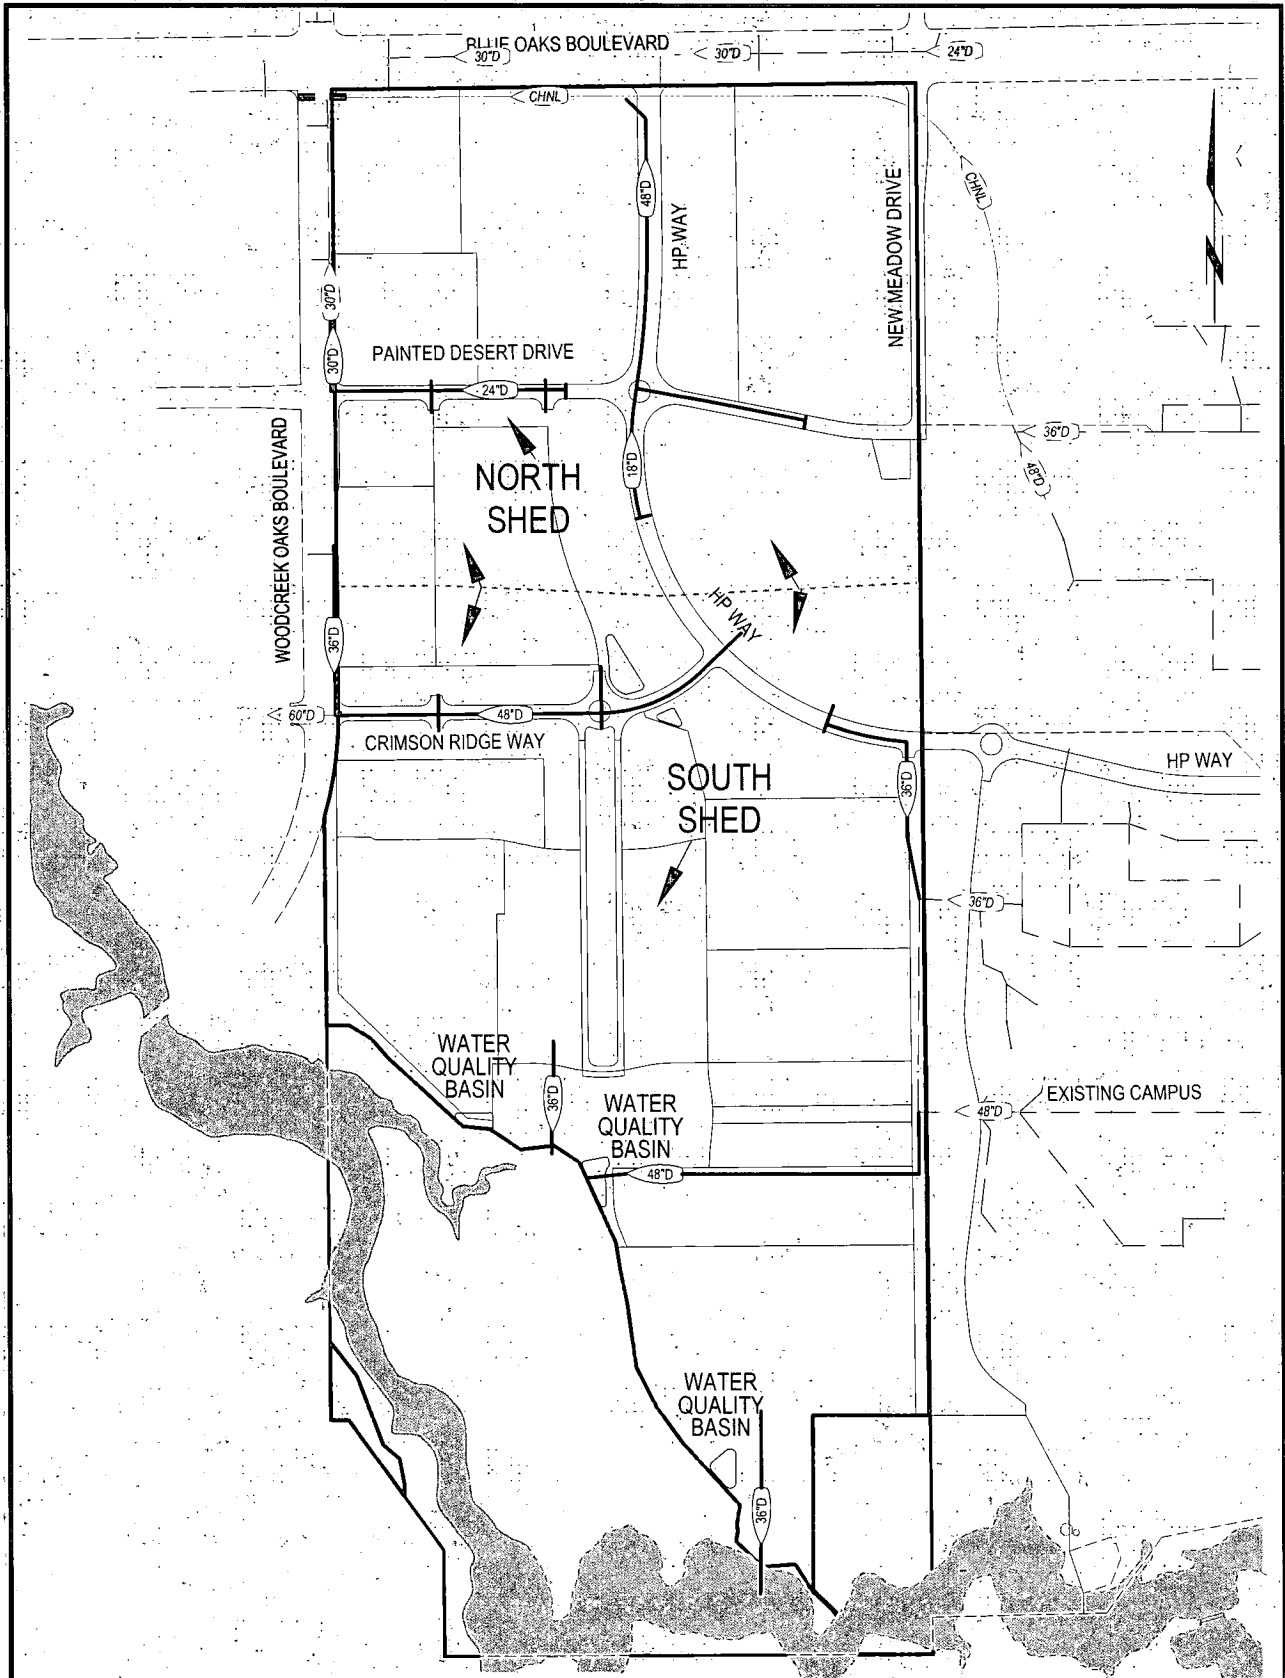 BLUE OAKS BOULEVARD
30"D
30"D
24"D
CHNL
48"D
HP WAY
NEW MEADOW DRIVE
CHNL
30"D
30"D
PAINTED DESERT DRIVE
24"D
36"D
48"D
WOODCREEK OAKS BOULEVARD
NORTH
SHED
18"D
HP WAY
36"D
60"D
48"D
CRIMSON RIDGE WAY
HP WAY
SOUTH
SHED
36"D
36"D
WATER
QUALITY
BASIN
36"D
WATER
QUALITY
BASIN
48"D
EXISTING CAMPUS
48"D
WATER
QUALITY
BASIN
36"D